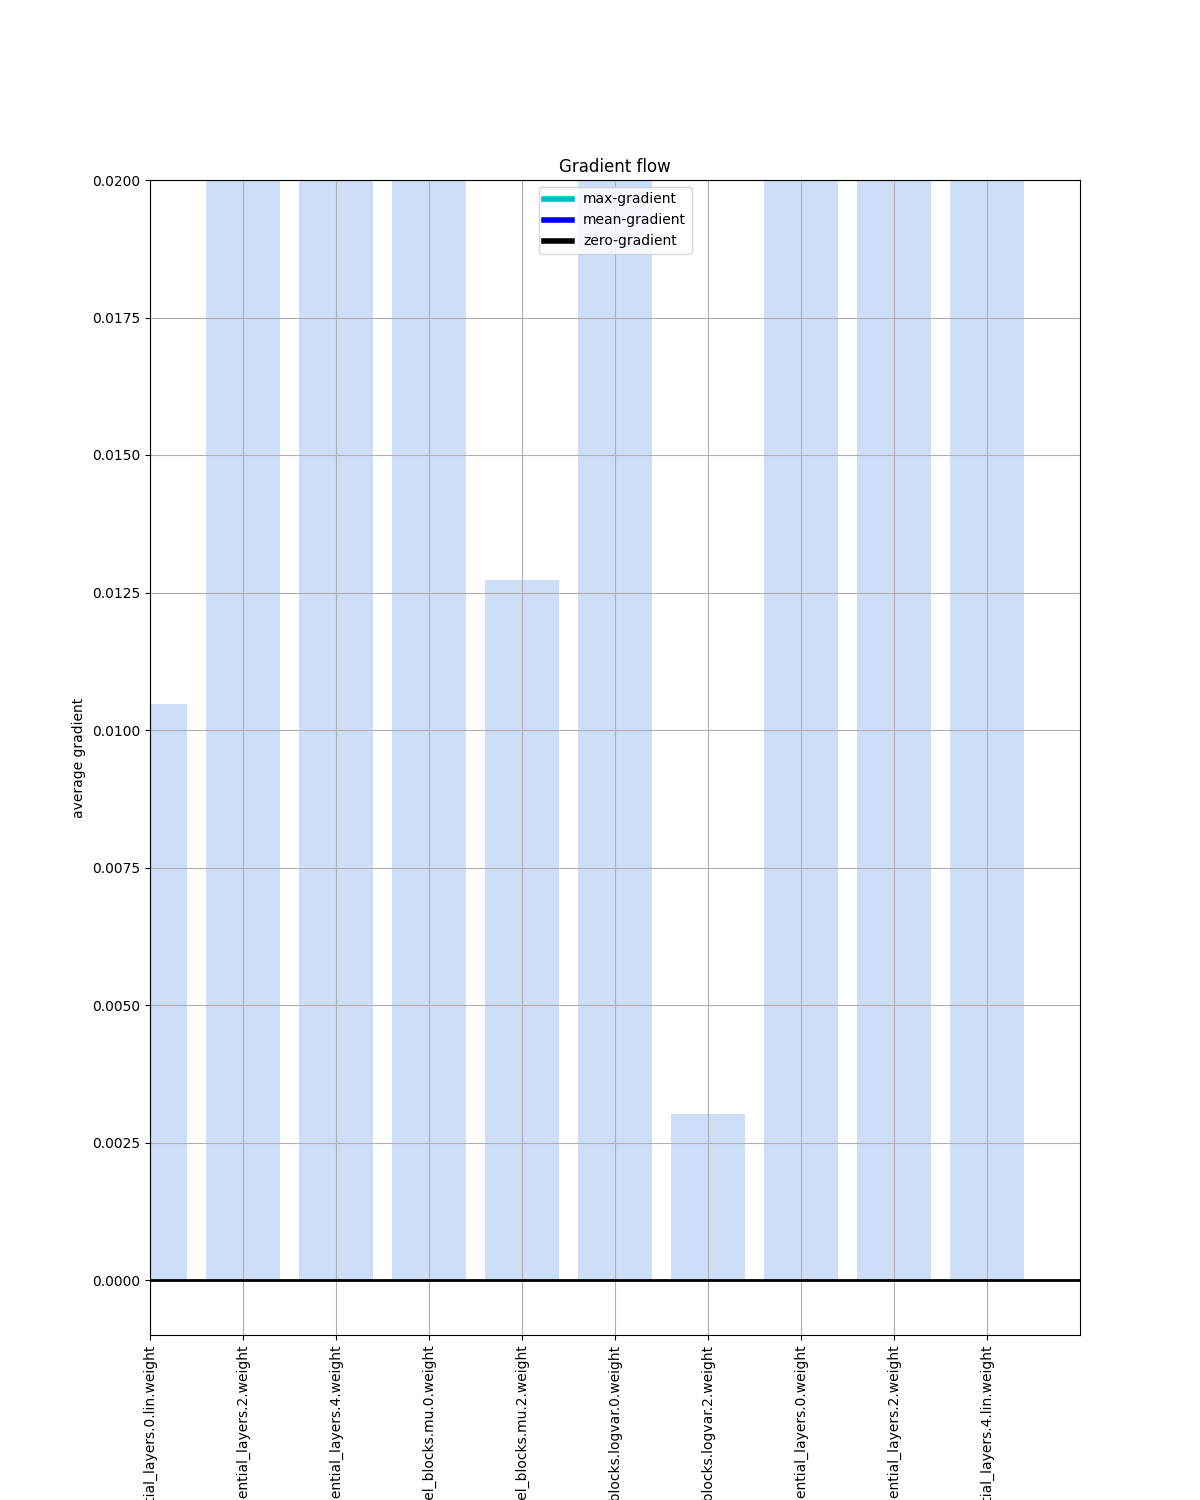 Gradient flow
max-gradient
mean-gradient
zero-gradient
0.0200
0.0175
0.0150
0.0125
0.0100
0.0075
0.0050
0.0025
0.0000
average gradient
tial_layers.0.lin.weight
ential_layers.2.weight
ential_layers.4.weight
el_blocks.mu.0.weight
el_blocks.mu.2.weight
blocks.logvar.0.weight
blocks.logvar.2.weight
ential_layers.0.weight
ential_layers.2.weight
tial_layers.4.lin.weight